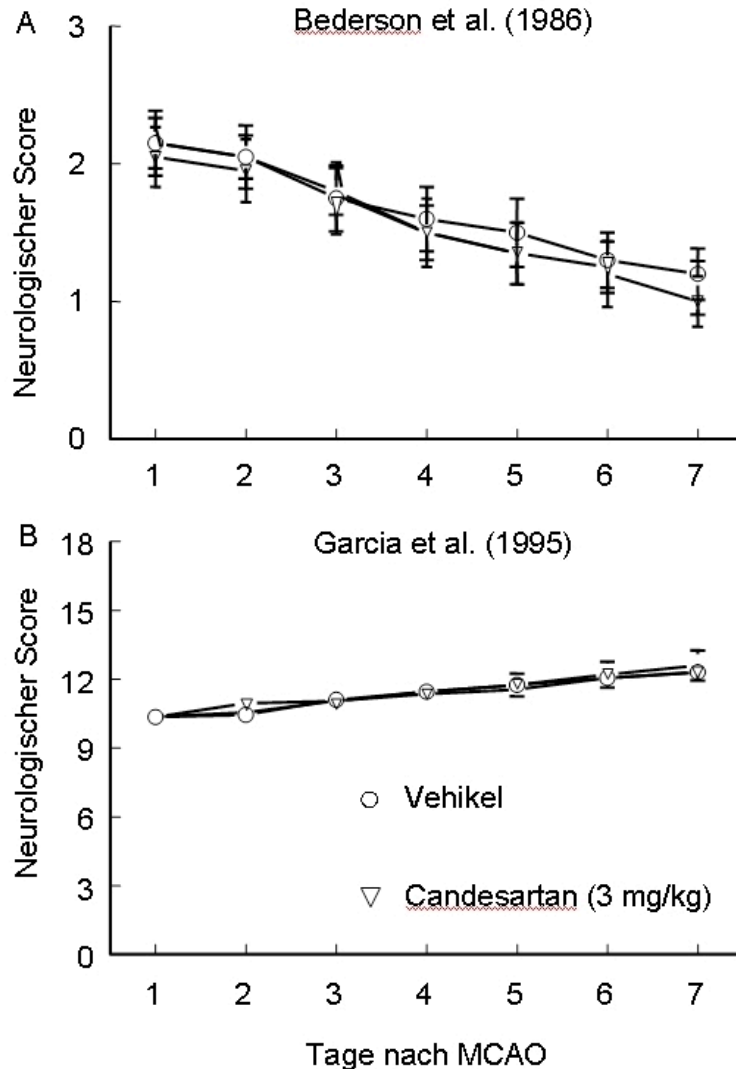 A
Bederson et al. (1986)
Neurologischer Score
3
2
1
0
1 2 3 4 5 6 7
B
Garcia et al. (1995)
Neurologischer Score
18
15
12
9
6
3
0
Vehikel
Candesartan (3 mg/kg)
1 2 3 4 5 6 7
Tage nach MCAO